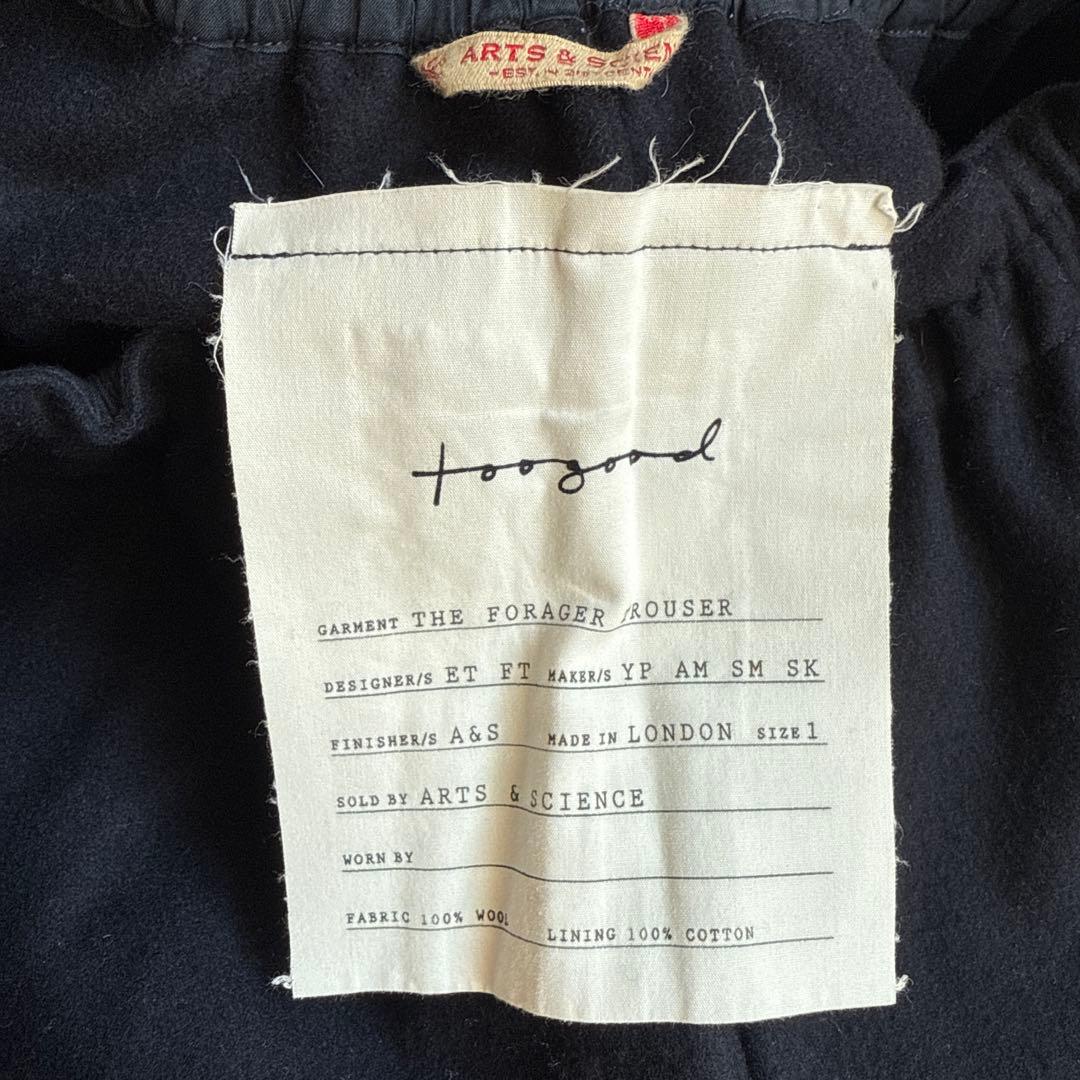 ARTS &
toogood
GARMENT THE FORAGER TROUSER
DESIGNER/S ET FT MAKER/S YP AM SM SK
FINISHER/S A&S MADE IN LONDON SIZE 1
SOLD BY ARTS & SCIENCE
WORN BY
FABRIC 100% WOOL LINING 100% COTTON